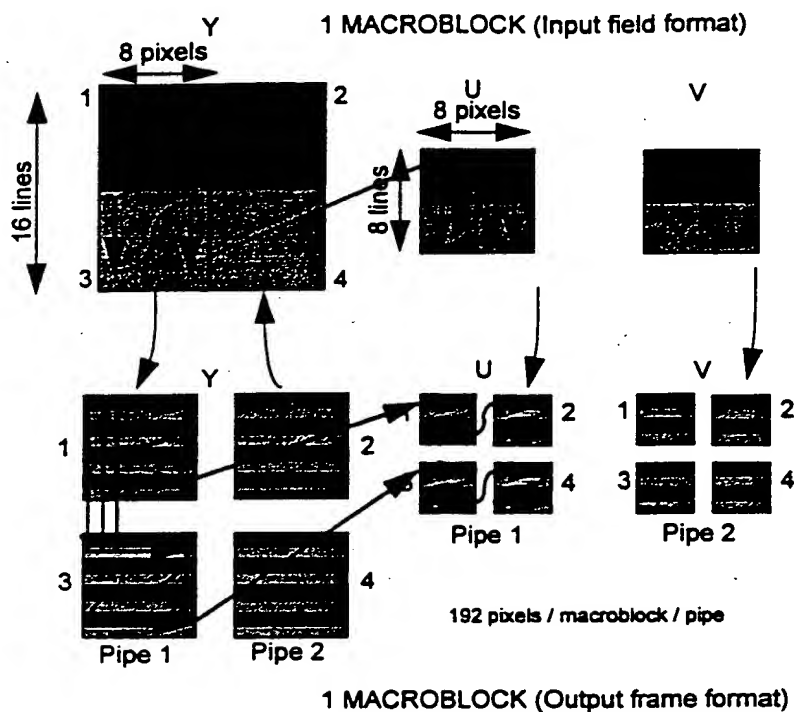 Y
1 MACROBLOCK (Input field format)
8 pixels
1
2
U
V
8 pixels
16 lines
8 lines
3
4
Y
U
V
1
2
2
1
2
3
4
4
3
4
Pipe 1
Pipe 2
Pipe 1
Pipe 2
192 pixels / macroblock / pipe
1 MACROBLOCK (Output frame format)